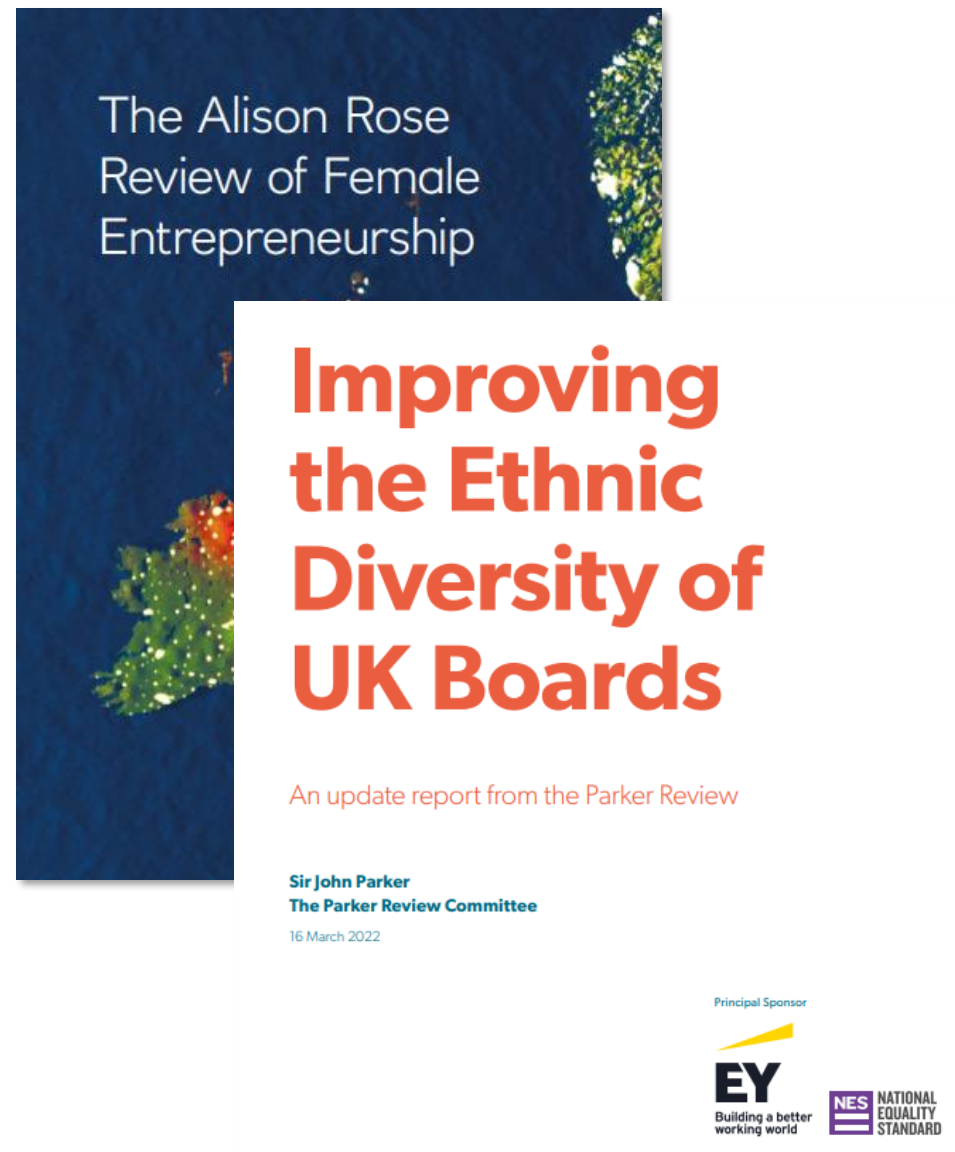 The Alison Rose
Review of Female
Entrepreneurship
Improving
the Ethnic
Diversity of
UK Boards
An update report from the Parker Review
Sir John Parker
The Parker Review Committee
16 March 2022
Principal Sponsor
EY
Building a better
working world
NES
NATIONAL
EQUALITY
STANDARD